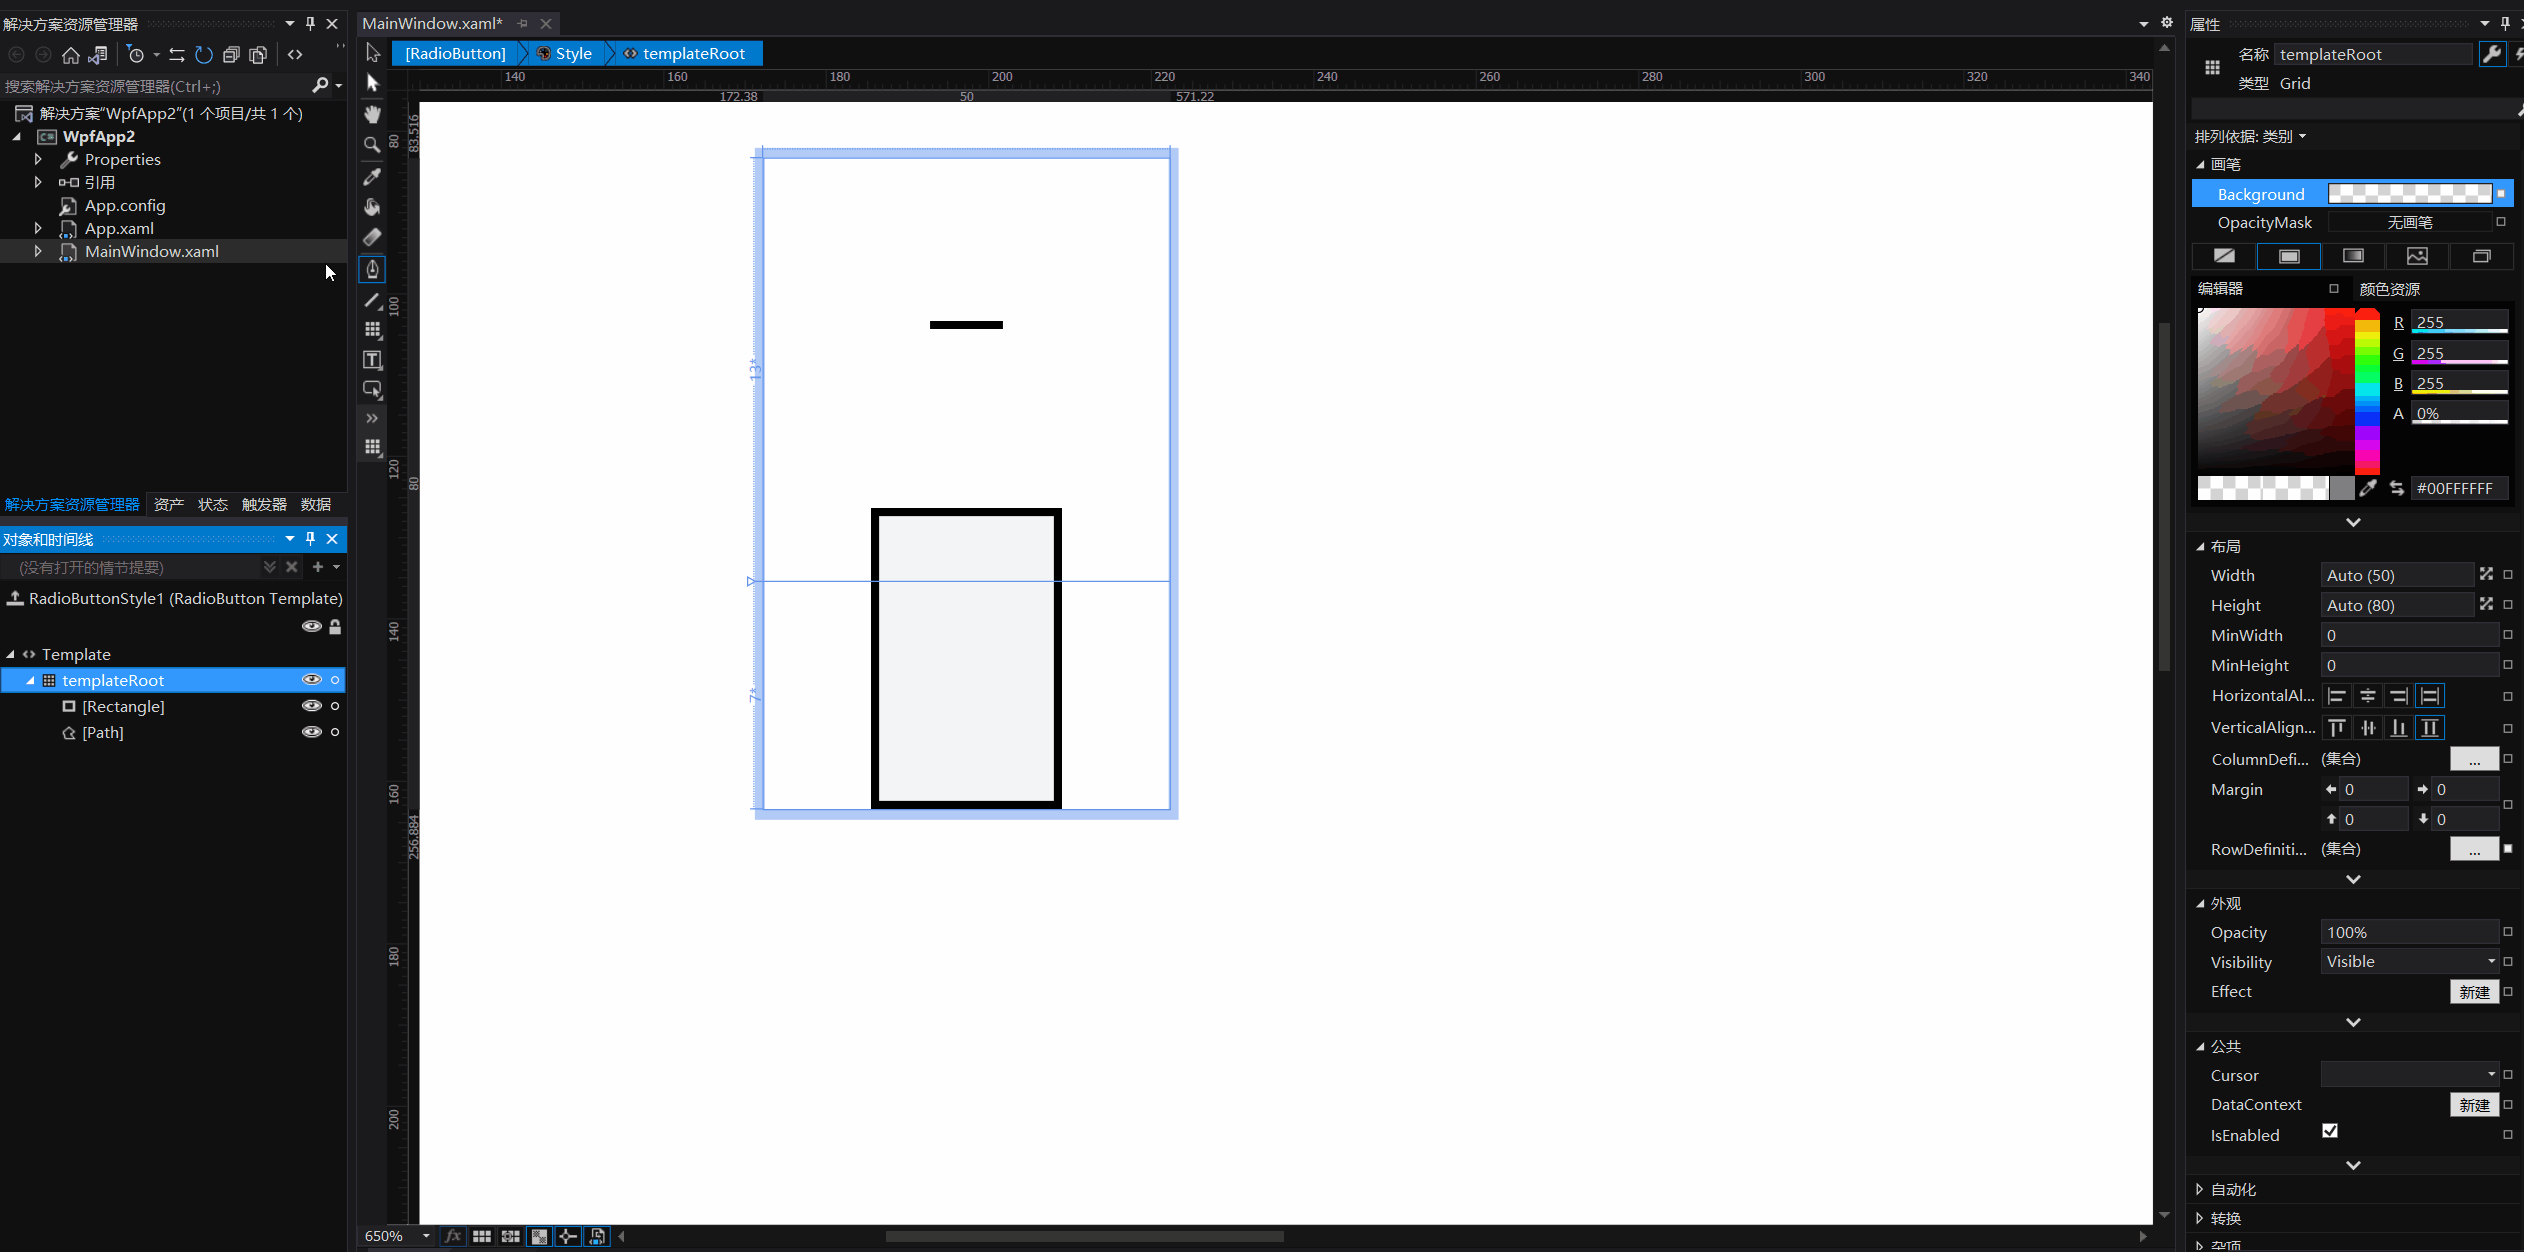 解决方案资源管理器
搜索解决方案资源管理器(Ctrl+;)
解决方案“WpfApp2”(1 个项目/共 1 个)
WpfApp2
Properties
引用
App.config
App.xaml
MainWindow.xaml
解决方案资源管理器 资产 状态 触发器 数据
对象和时间线
(没有打开的情节提要)
RadioButtonStyle1 (RadioButton Template)
Template
templateRoot
[Rectangle]
[Path]
MainWindow.xaml*
[RadioButton] Style templateRoot
140 160 180 200 220 240 260 280 300 320 340
172.38 50 571.22
80
83.516
100
120
80
140
160
256.884
180
200
13*
7*
650%
fx
属性
名称 templateRoot
类型 Grid
排列依据: 类别
画笔
Background
OpacityMask 无画笔
编辑器 颜色资源
R 255
G 255
B 255
A 0%
#00FFFFFF
布局
Width Auto (50)
Height Auto (80)
MinWidth 0
MinHeight 0
HorizontalAl...
VerticalAlign...
ColumnDefi... (集合) ...
Margin 0 0
0 0
RowDefiniti... (集合) ...
外观
Opacity 100%
Visibility Visible
Effect 新建
公共
Cursor
DataContext 新建
IsEnabled
自动化
转换
杂项